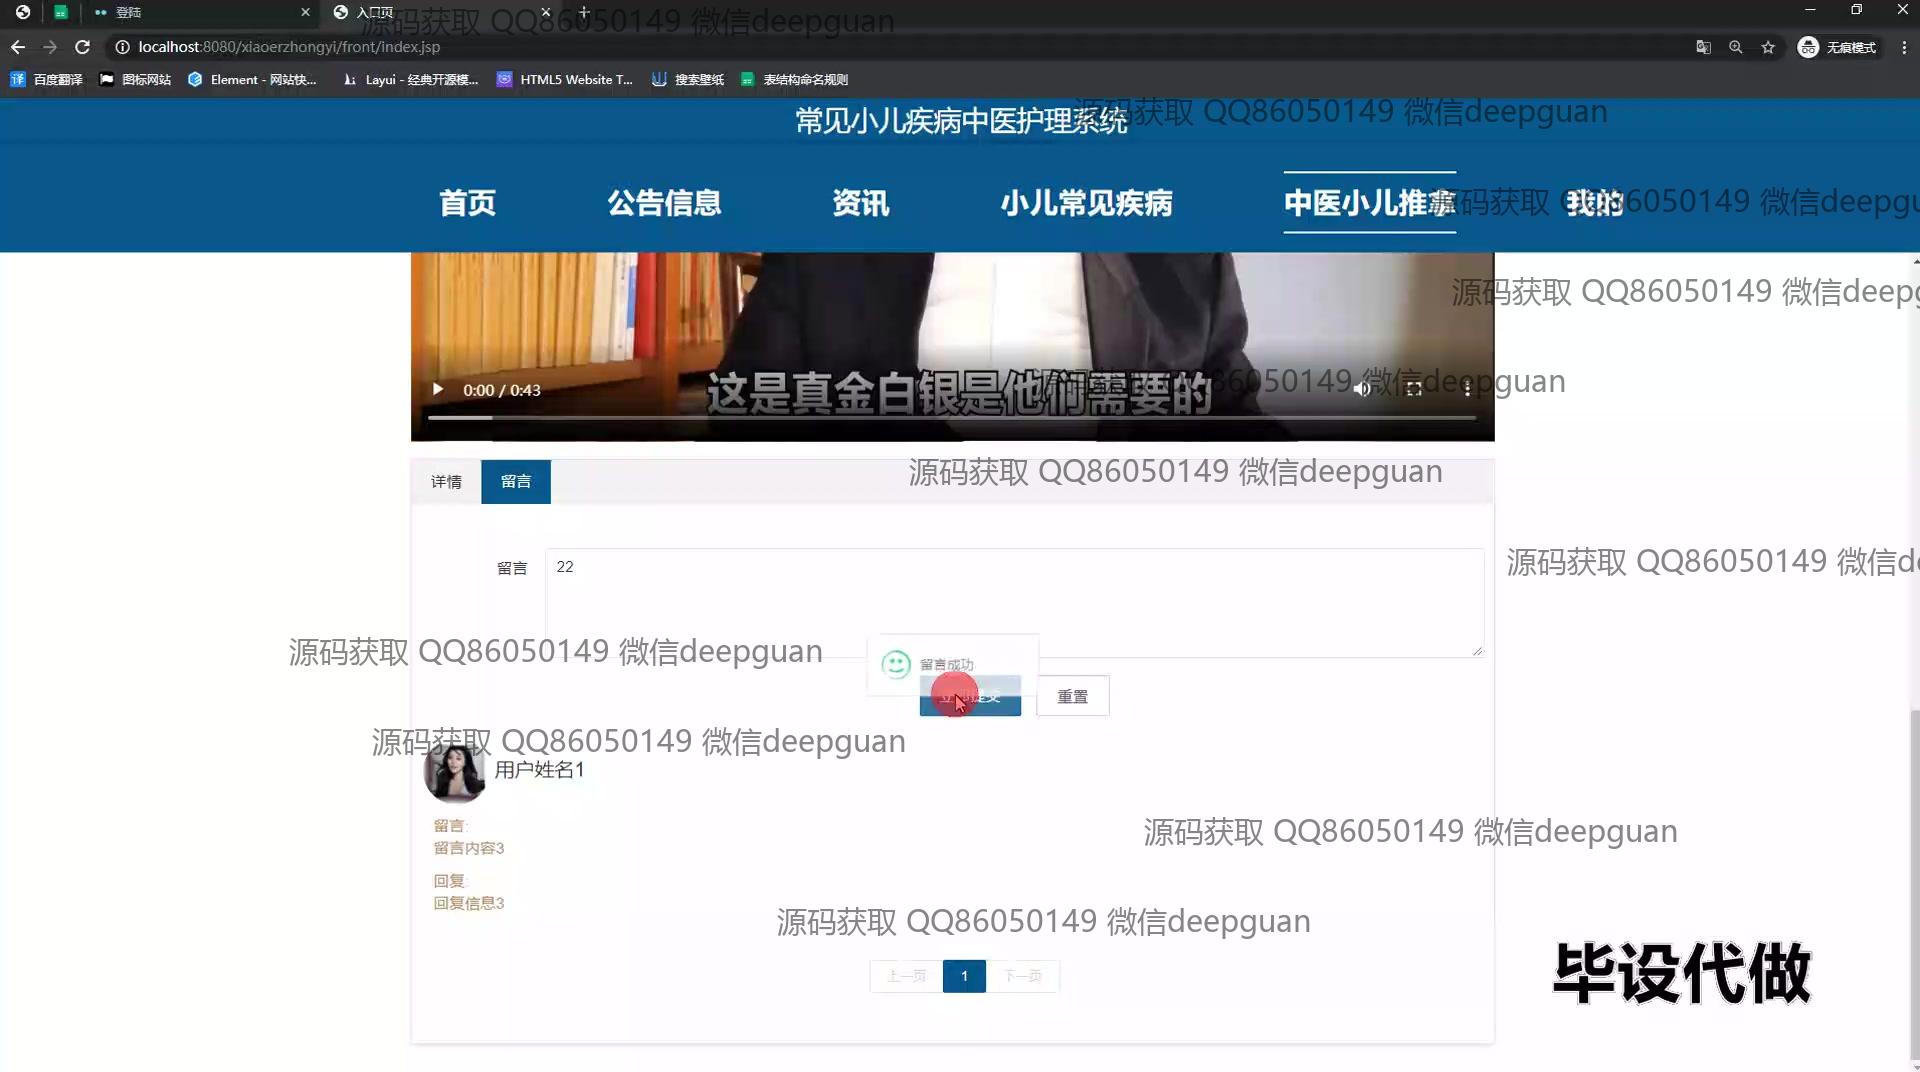 登陆
入口页
localhost:8080/xiaoerzhongyi/front/index.jsp
无痕模式
百度翻译
图标网站
Element - 网站快...
Layui - 经典开源模...
HTML5 Website T...
搜索壁纸
表结构命名规则
源码获取 QQ86050149 微信deepguan
常见小儿疾病中医护理系统
源码获取 QQ86050149 微信deepguan
首页
公告信息
资讯
小儿常见疾病
中医小儿推
我的
源码获取 QQ86050149 微信deepgu
源码获取 QQ86050149 微信deepg
0:00 / 0:43
这是真金白银是他们需要的
源码获取 QQ86050149 微信deepguan
详情
留言
源码获取 QQ86050149 微信deepguan
留言
22
源码获取 QQ86050149 微信de
源码获取 QQ86050149 微信deepguan
留言成功
重置
源码获取 QQ86050149 微信deepguan
用户姓名1
留言:
留言内容3
源码获取 QQ86050149 微信deepguan
回复:
回复信息3
源码获取 QQ86050149 微信deepguan
上一页
1
下一页
毕设代做